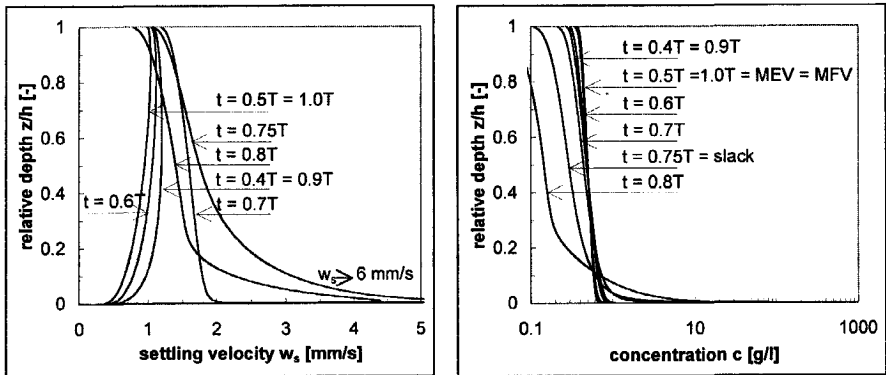 relative depth z/h [-]
1
0.8
0.6
0.4
0.2
0
t = 0.5T = 1.0T
t = 0.75T
t = 0.8T
t = 0.4T = 0.9T
t = 0.6T
t = 0.7T
w_s → 6 mm/s
0 1 2 3 4 5
settling velocity w_s [mm/s]
relative depth z/h [-]
1
0.8
0.6
0.4
0.2
0
t = 0.4T = 0.9T
t = 0.5T =1.0T = MEV = MFV
t = 0.6T
t = 0.7T
t = 0.75T = slack
t = 0.8T
0.1 10 1000
concentration c [g/l]